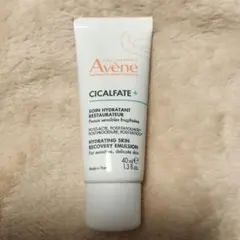 Avène
CICALFATE+
SOIN HYDRATANT
RESTAURATEUR
Peaux sensibles fragilisées
HYDRATING SKIN
RECOVERY EMULSION
For sensitive, delicate skin
40 ml ℮
1.3 fl.oz.